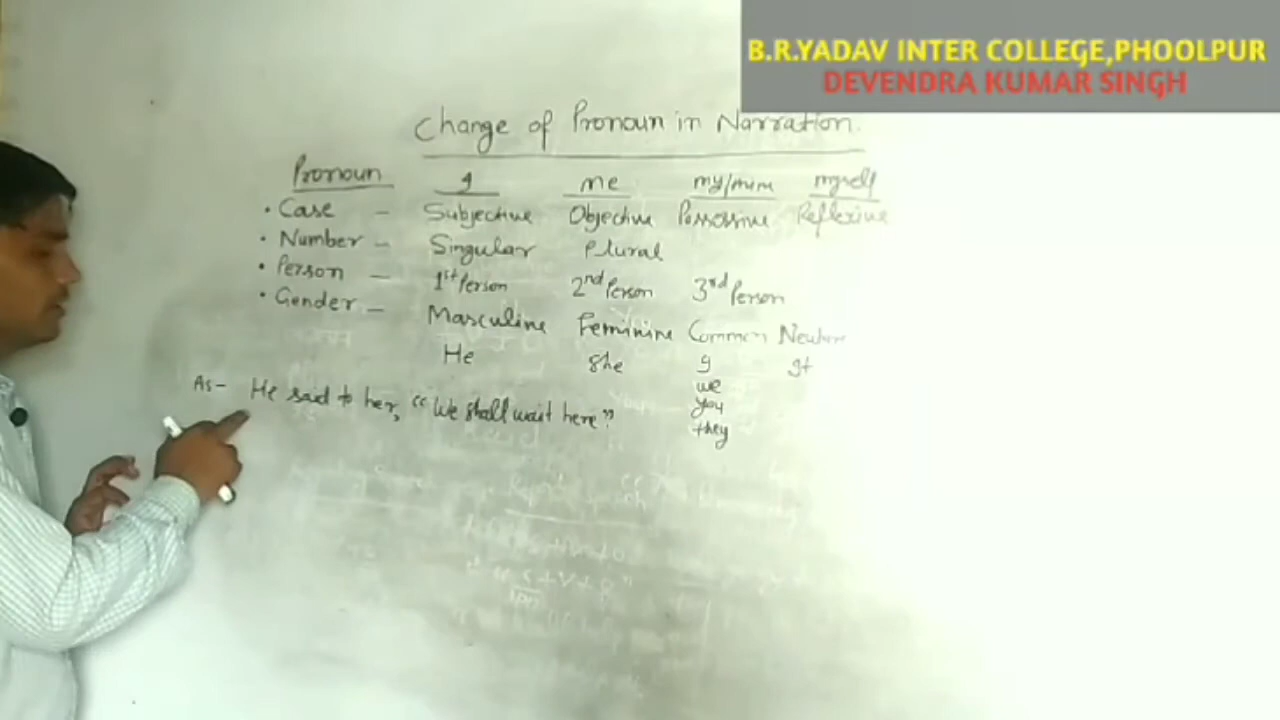 B.R.YADAV INTER COLLEGE,PHOOLPUR
DEVENDRA KUMAR SINGH
Change of Pronoun in Narration.
Pronoun I me my/mine myself
• Case – Subjective Objective Possessive Reflexive
• Number – Singular Plural
• Person – 1st Person 2nd Person 3rd Person
• Gender – Masculine Feminine Common Neuter
He She I It
we
you
they
As- He said to her, "We shall wait here"